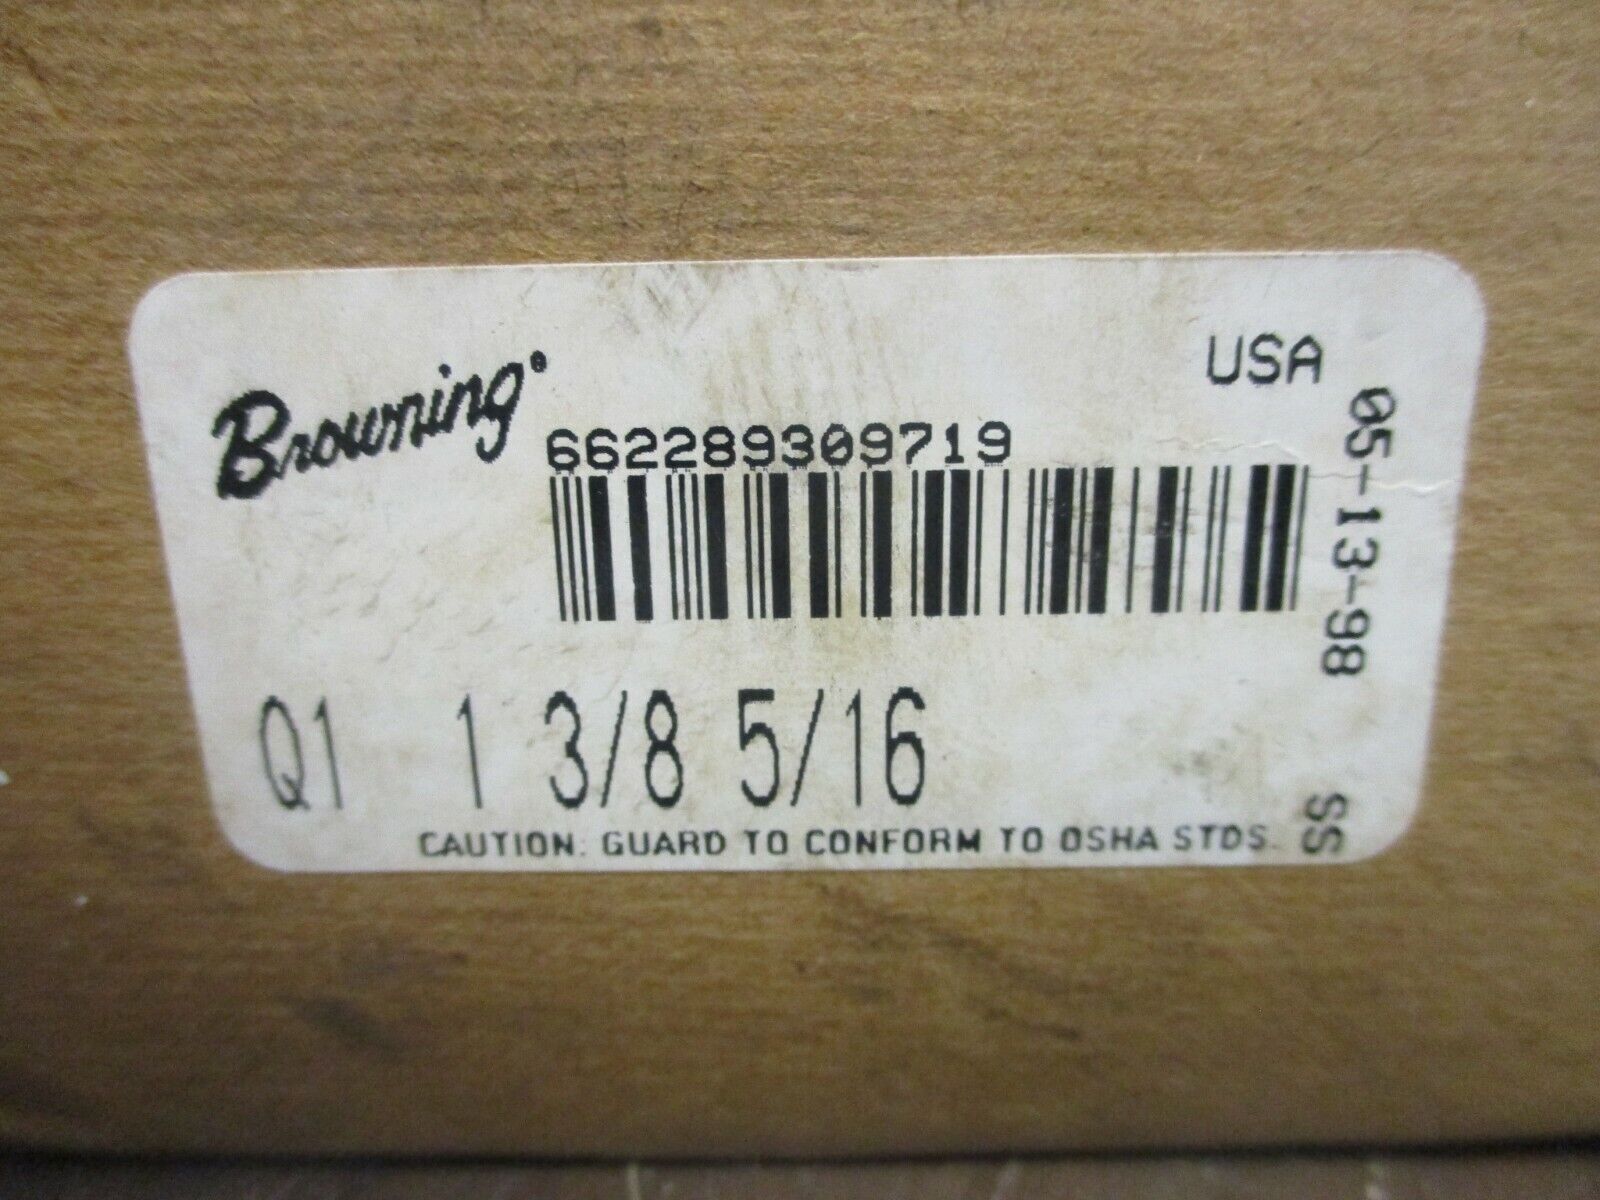 Browning®
662289309719
USA
05-13-98 SS
Q1 1 3/8 5/16
CAUTION: GUARD TO CONFORM TO OSHA STDS.